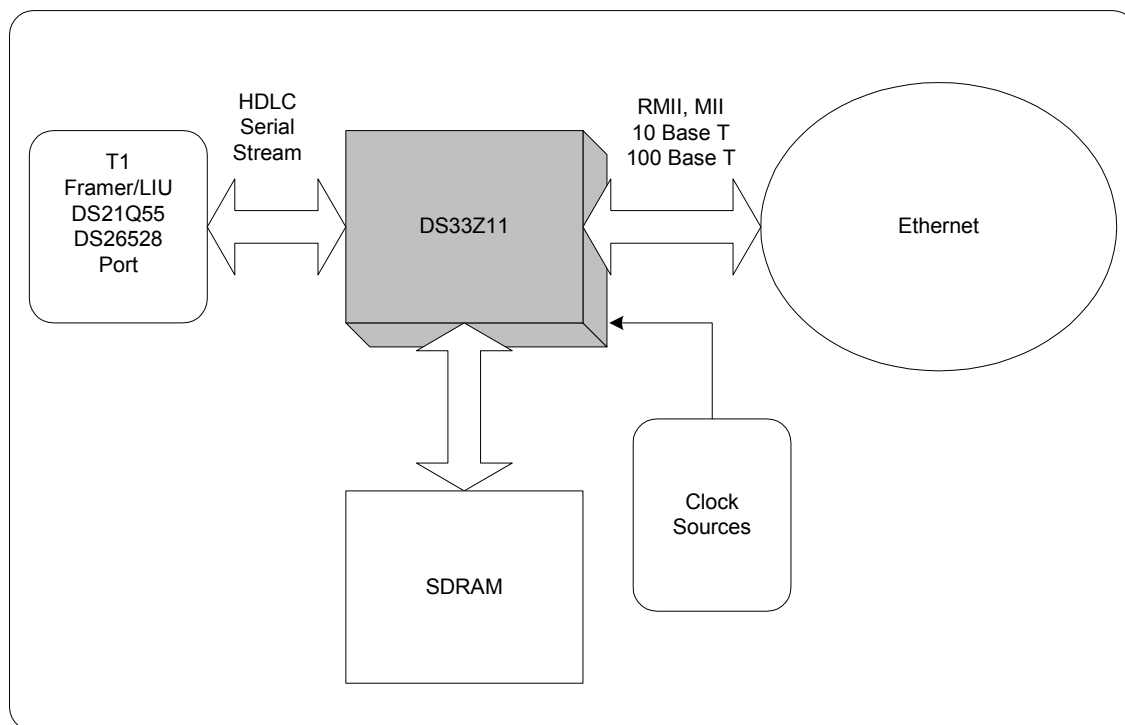 HDLC
Serial
Stream
RMII, MII
10 Base T
100 Base T
T1
Framer/LIU
DS21Q55
DS26528
Port
DS33Z11
Ethernet
Clock
Sources
SDRAM